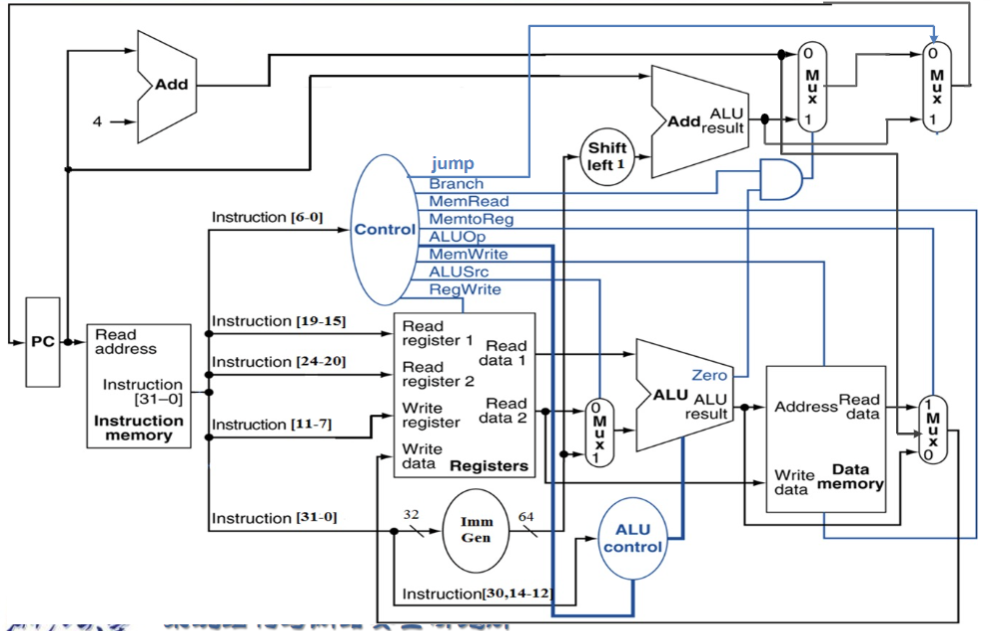 Add
4
0
Mux
1
0
Mux
1
Add ALU
result
Shift
left 1
jump
Branch
MemRead
MemtoReg
ALUOp
MemWrite
ALUSrc
RegWrite
Control
Instruction [6-0]
Instruction [19-15]
Instruction [24-20]
Instruction [11-7]
Instruction [31-0]
PC
Read
address
Instruction
[31–0]
Instruction
memory
Read
register 1
Read
register 2
Write
register
Write
data
Read
data 1
Read
data 2
Registers
0
Mux
1
Zero
ALU ALU
result
Address
Read
data
Write
data
Data
memory
1
Mux
0
32
Imm
Gen
64
ALU
control
Instruction[30,14-12]